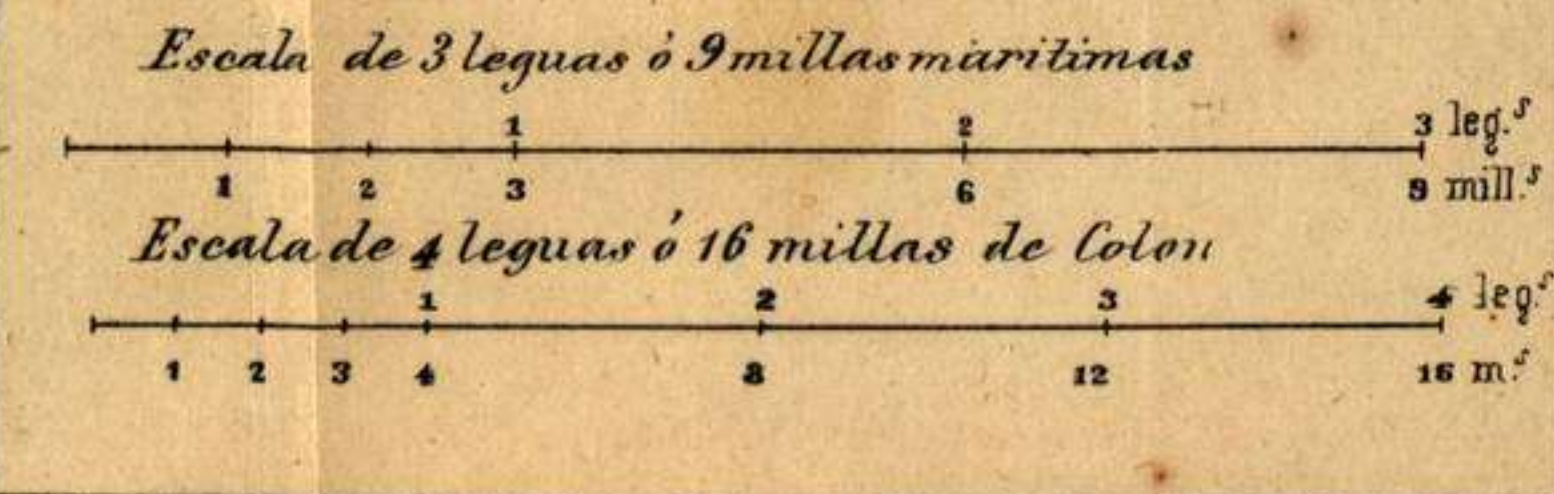 Escala de 3 leguas ó 9 millas maritimas
1 2 3 leg.s
1 2 3 6 9 mill.s
Escala de 4 leguas ó 16 millas de Colon
1 2 3 4 leg.s
1 2 3 4 8 12 16 m.s